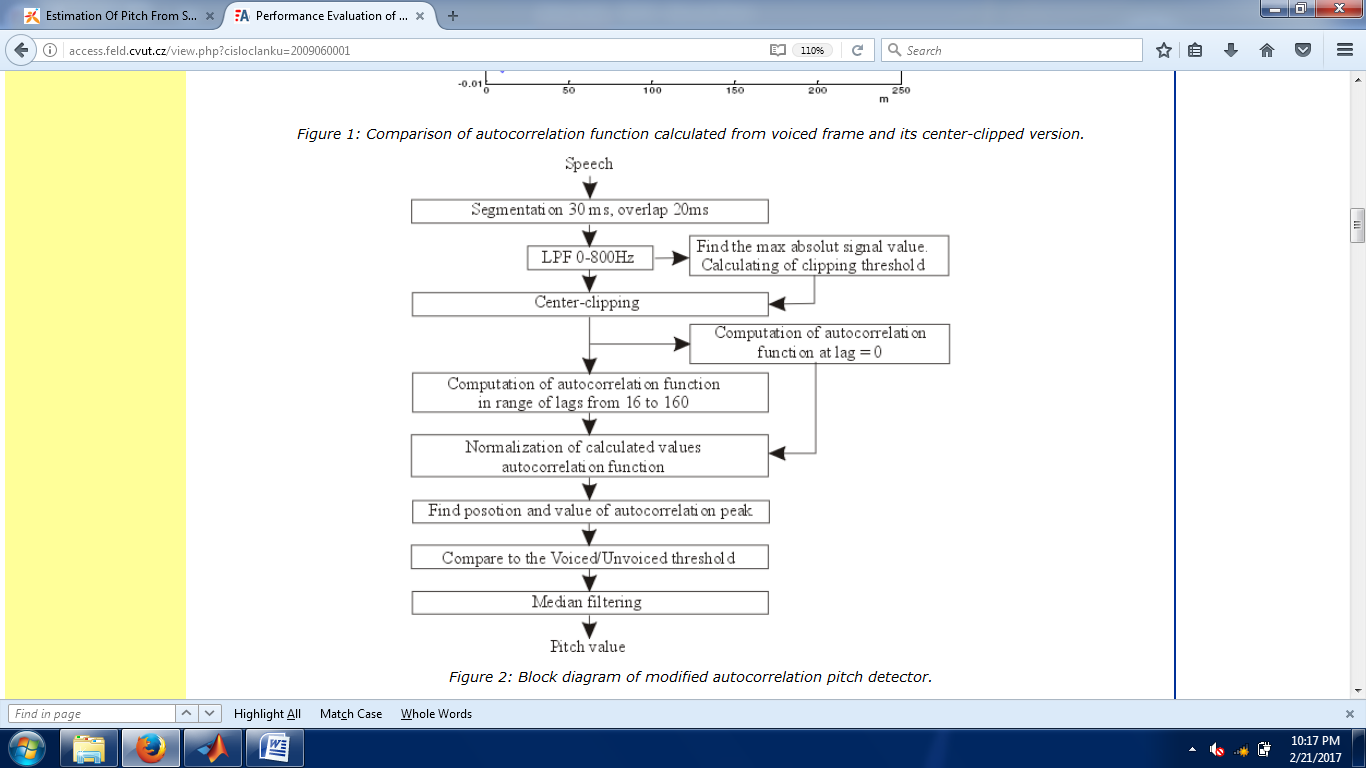 Estimation Of Pitch From S... ×
Performance Evaluation of ... ×
access.feld.cvut.cz/view.php?cisloclanku=2009060001
110%
Search
-0.01
0 50 100 150 200 250
m
Figure 1: Comparison of autocorrelation function calculated from voiced frame and its center-clipped version.
Speech
Segmentation 30 ms, overlap 20ms
LPF 0-800Hz
Find the max absolut signal value.
Calculating of clipping threshold
Center-clipping
Computation of autocorrelation
function at lag = 0
Computation of autocorrelation function
in range of lags from 16 to 160
Normalization of calculated values
autocorrelation function
Find posotion and value of autocorrelation peak
Compare to the Voiced/Unvoiced threshold
Median filtering
Pitch value
Figure 2: Block diagram of modified autocorrelation pitch detector.
Find in page
Highlight All Match Case Whole Words
10:17 PM
2/21/2017